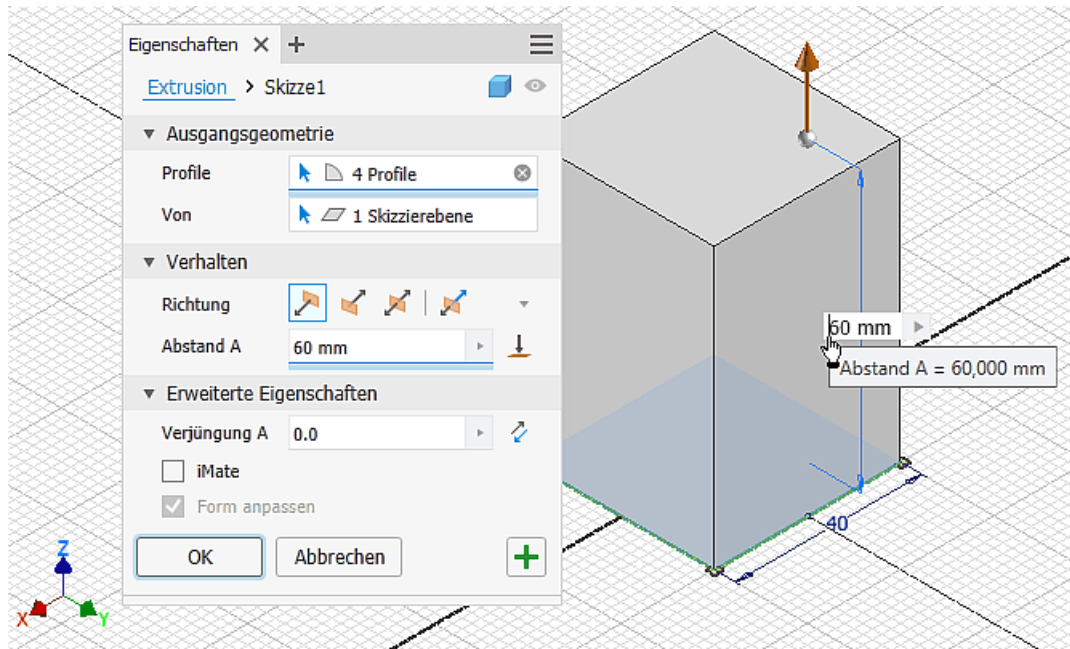 Eigenschaften
Extrusion > Skizze1
Ausgangsgeometrie
Profile 4 Profile
Von 1 Skizzierebene
Verhalten
Richtung
Abstand A 60 mm
Erweiterte Eigenschaften
Verjüngung A 0.0
iMate
Form anpassen
OK Abbrechen
60 mm
Abstand A = 60,000 mm
40
Z
X Y